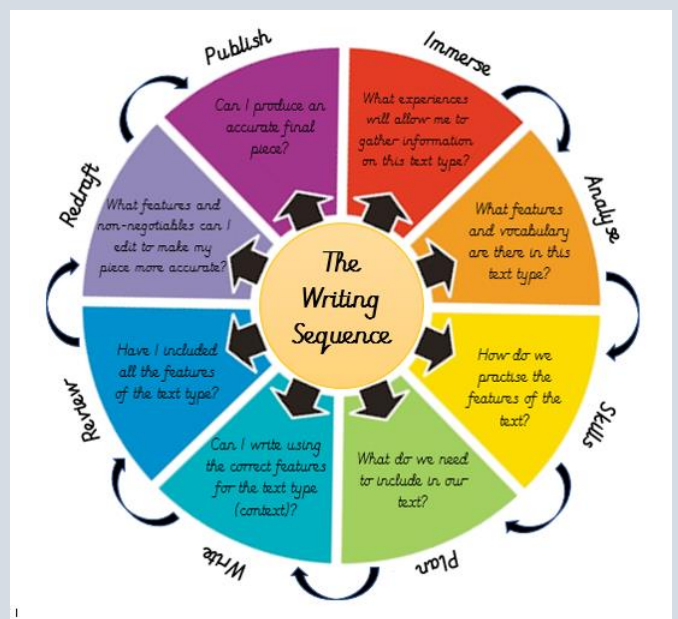 The
Writing
Sequence
Immerse
What experiences
will allow me to
gather information
on this text type?
Analyse
What features
and vocabulary
are there in this
text type?
Skills
How do we
practise the
features of the
text?
Plan
What do we need
to include in our
text?
Write
Can I write using
the correct features
for the text type
(context)?
Review
Have I included
all the features
of the text type?
Redraft
What features and
non-negotiables can I
edit to make my
piece more accurate?
Publish
Can I produce an
accurate final
piece?